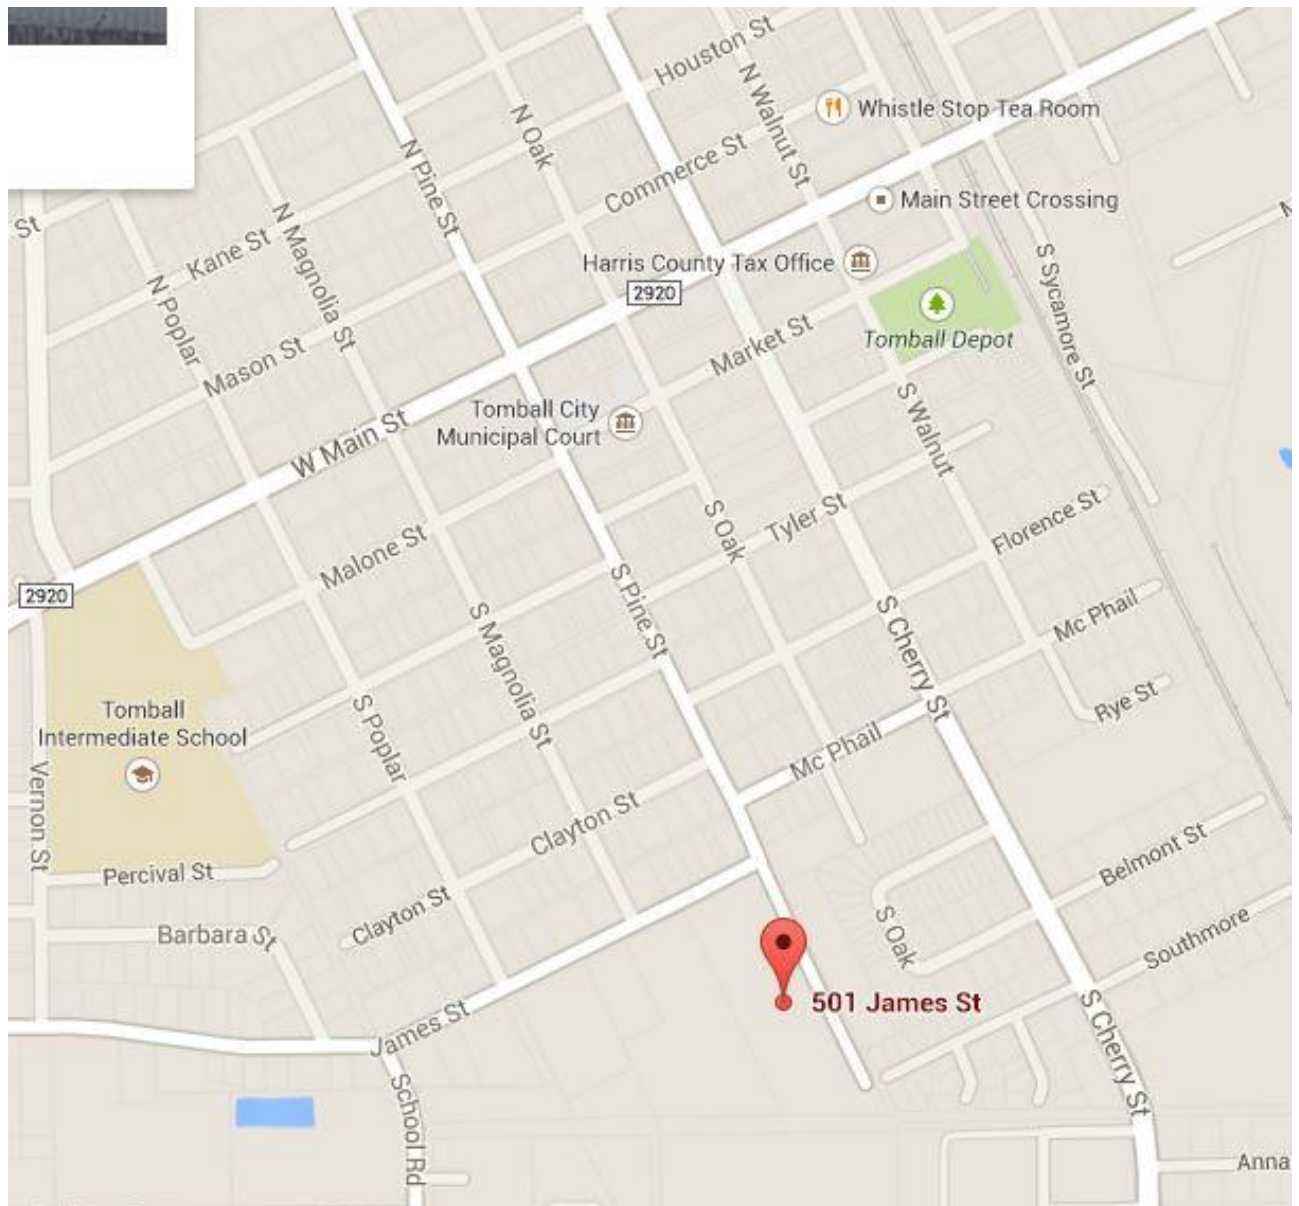 Houston St
N Walnut St
Whistle Stop Tea Room
N Oak
N Pine St
Commerce St
Main Street Crossing
St
Kane St
N Magnolia St
Harris County Tax Office
2920
S Sycamore St
N Poplar
Mason St
Market St
Tomball Depot
Tomball City
Municipal Court
W Main St
S Walnut
S Oak
Tyler St
Florence St
Malone St
2920
S Pine St
S Magnolia St
S Cherry St
Mc Phail
Tomball
Intermediate School
S Poplar
Rye St
Mc Phail
Vernon St
Clayton St
Belmont St
Percival St
Clayton St
Barbara St
S Oak
Southmore
501 James St
James St
S Cherry St
School Rd
Anna